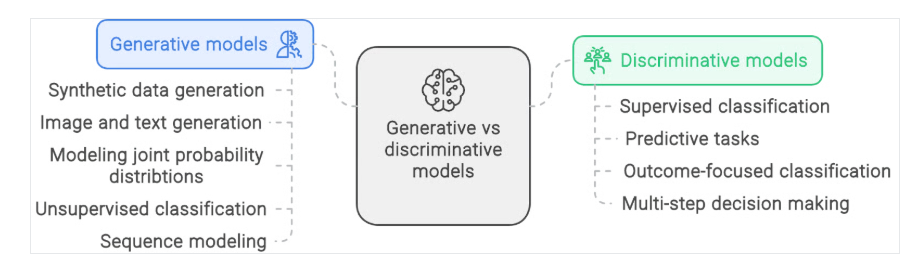 Generative models
Synthetic data generation
Image and text generation
Modeling joint probability
distribtions
Unsupervised classification
Sequence modeling
Generative vs
discriminative
models
Discriminative models
Supervised classification
Predictive tasks
Outcome-focused classification
Multi-step decision making